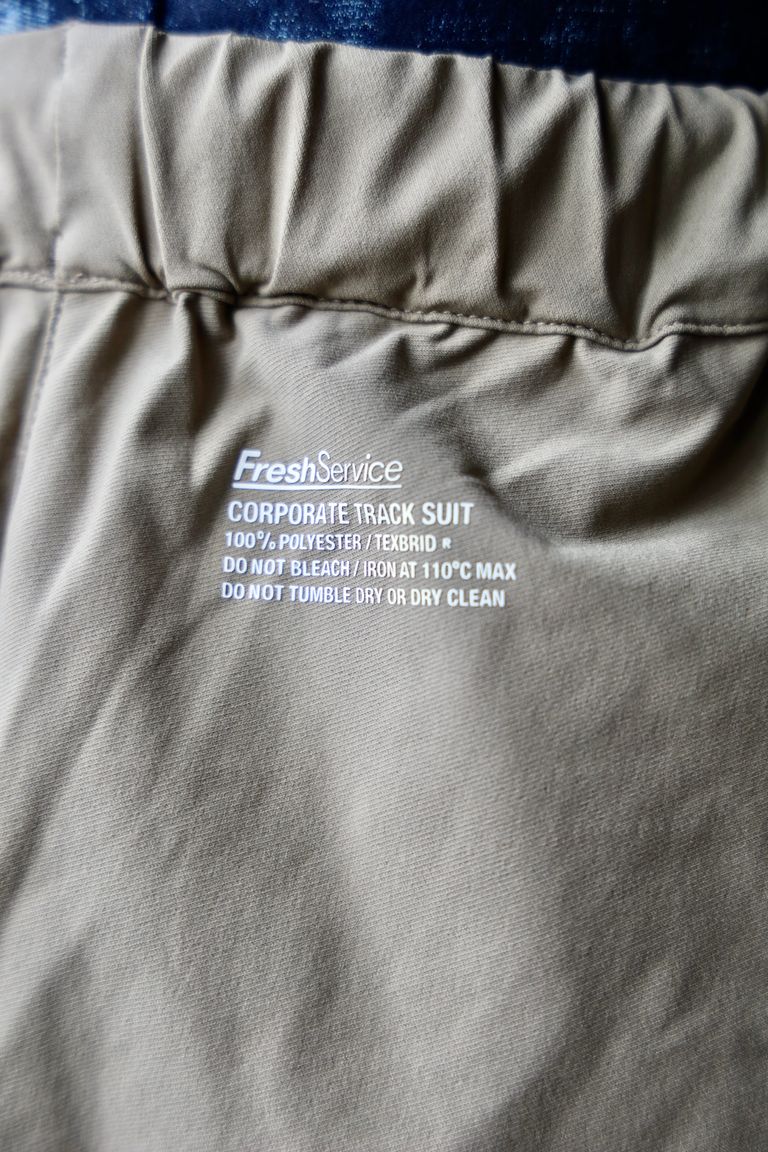 FreshService
CORPORATE TRACK SUIT
100% POLYESTER / TEXBRID ®
DO NOT BLEACH / IRON AT 110°C MAX
DO NOT TUMBLE DRY OR DRY CLEAN